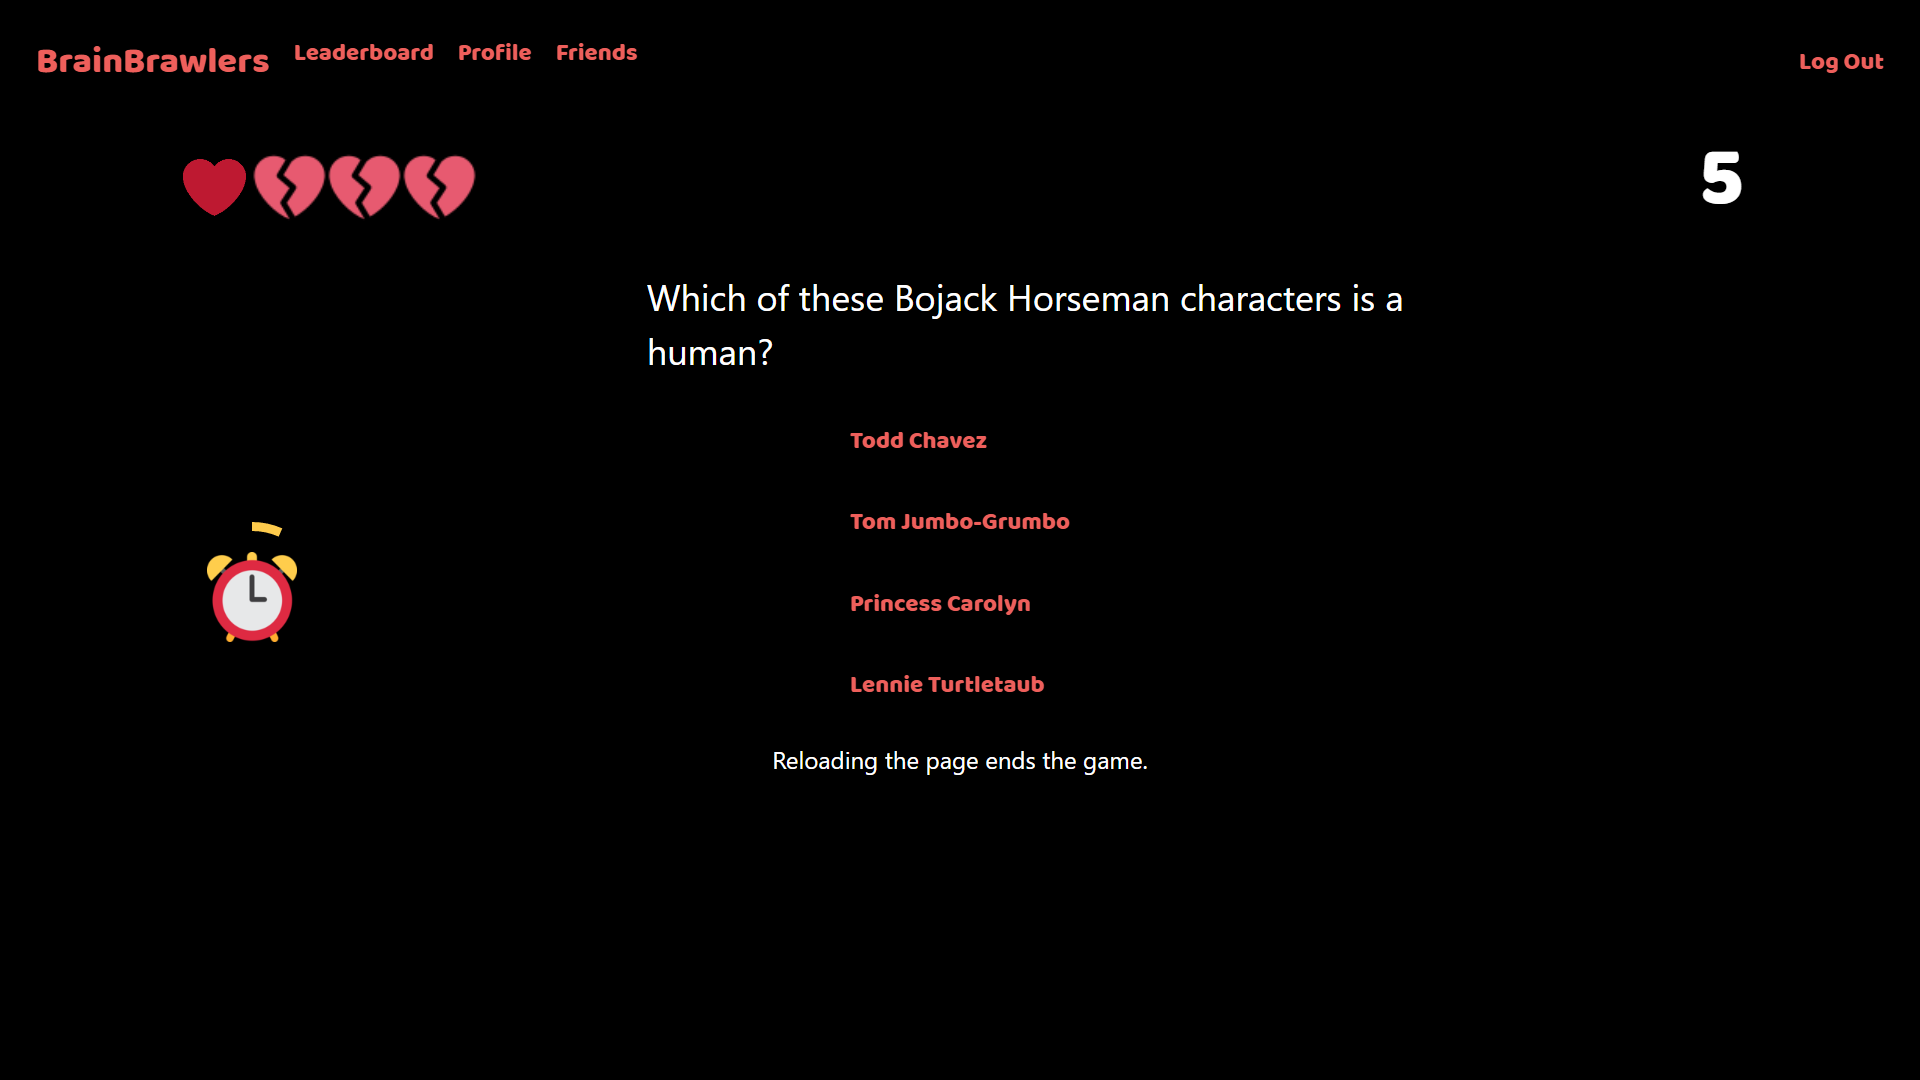 BrainBrawlers Leaderboard Profile Friends Log Out
5
Which of these Bojack Horseman characters is a
human?
Todd Chavez
Tom Jumbo-Grumbo
Princess Carolyn
Lennie Turtletaub
Reloading the page ends the game.